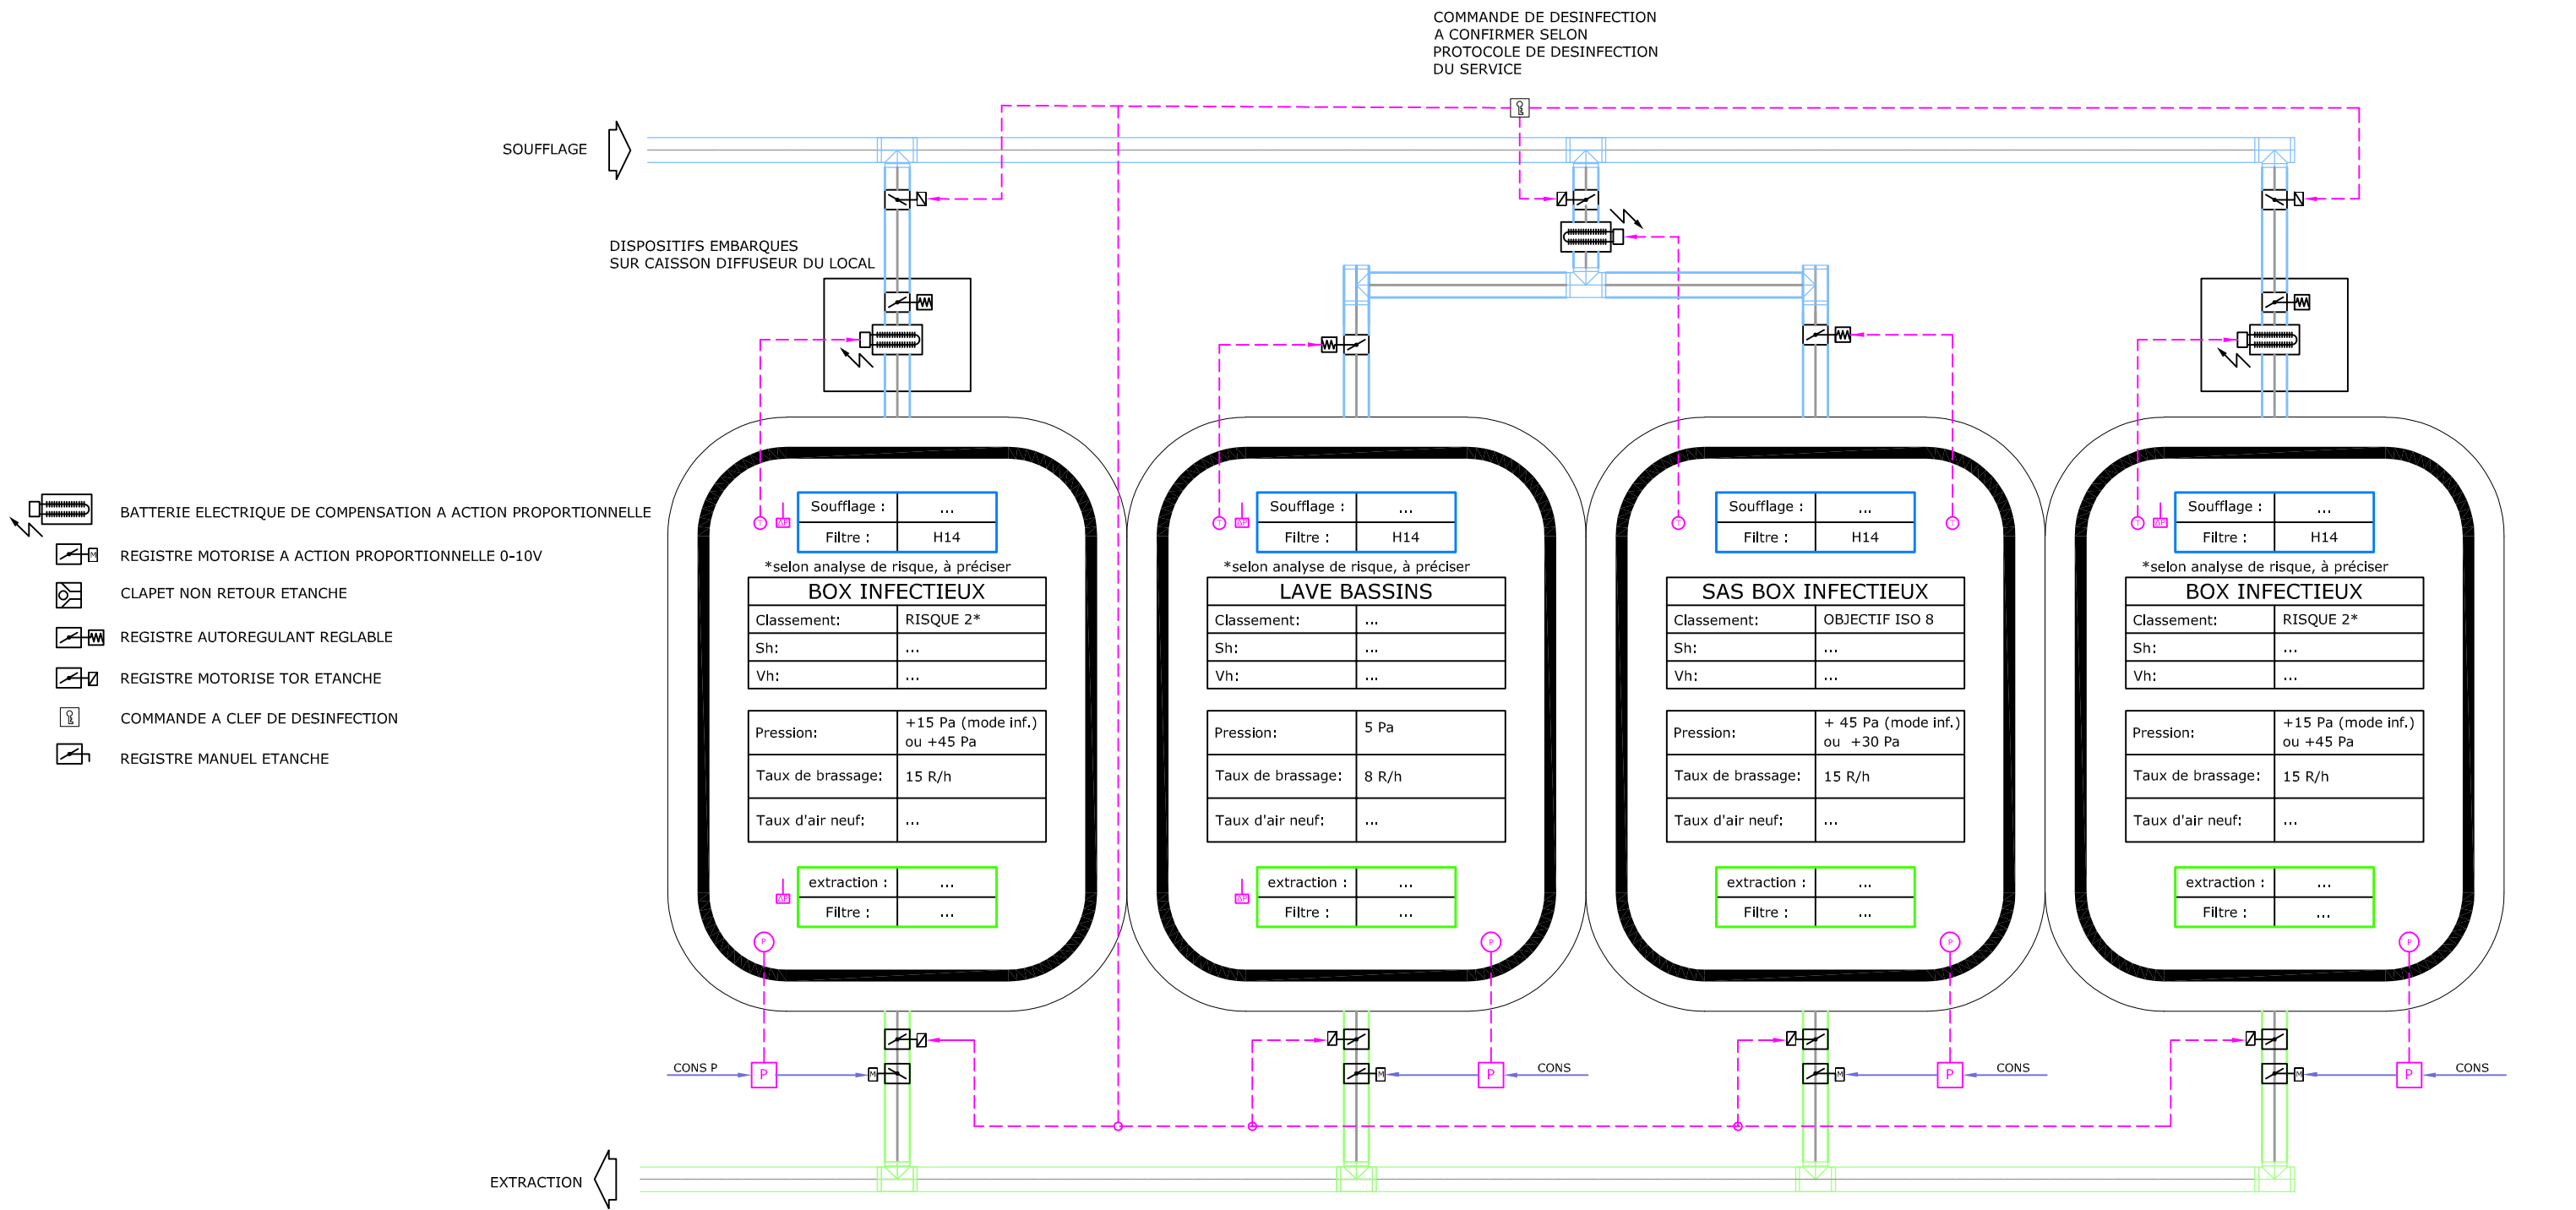 COMMANDE DE DESINFECTION
A CONFIRMER SELON
PROTOCOLE DE DESINFECTION
DU SERVICE
SOUFFLAGE
DISPOSITIFS EMBARQUES
SUR CAISSON DIFFUSEUR DU LOCAL
BATTERIE ELECTRIQUE DE COMPENSATION A ACTION PROPORTIONNELLE
M
REGISTRE MOTORISE A ACTION PROPORTIONNELLE 0-10V
CLAPET NON RETOUR ETANCHE
REGISTRE AUTOREGULANT REGLABLE
REGISTRE MOTORISE TOR ETANCHE
COMMANDE A CLEF DE DESINFECTION
REGISTRE MANUEL ETANCHE
T
ΔP
Soufflage : ...
Filtre : H14
*selon analyse de risque, à préciser
BOX INFECTIEUX
Classement: RISQUE 2*
Sh: ...
Vh: ...
Pression: +15 Pa (mode inf.)
ou +45 Pa
Taux de brassage: 15 R/h
Taux d'air neuf: ...
ΔP
extraction : ...
Filtre : ...
P
CONS P
P
M
T
ΔP
Soufflage : ...
Filtre : H14
*selon analyse de risque, à préciser
LAVE BASSINS
Classement: ...
Sh: ...
Vh: ...
Pression: 5 Pa
Taux de brassage: 8 R/h
Taux d'air neuf: ...
ΔP
extraction : ...
Filtre : ...
P
M
P
CONS
T
Soufflage : ...
Filtre : H14
T
SAS BOX INFECTIEUX
Classement: OBJECTIF ISO 8
Sh: ...
Vh: ...
Pression: + 45 Pa (mode inf.)
ou +30 Pa
Taux de brassage: 15 R/h
Taux d'air neuf: ...
extraction : ...
Filtre : ...
P
M
P
CONS
T
ΔP
Soufflage : ...
Filtre : H14
*selon analyse de risque, à préciser
BOX INFECTIEUX
Classement: RISQUE 2*
Sh: ...
Vh: ...
Pression: +15 Pa (mode inf.)
ou +45 Pa
Taux de brassage: 15 R/h
Taux d'air neuf: ...
extraction : ...
Filtre : ...
P
M
P
CONS
EXTRACTION